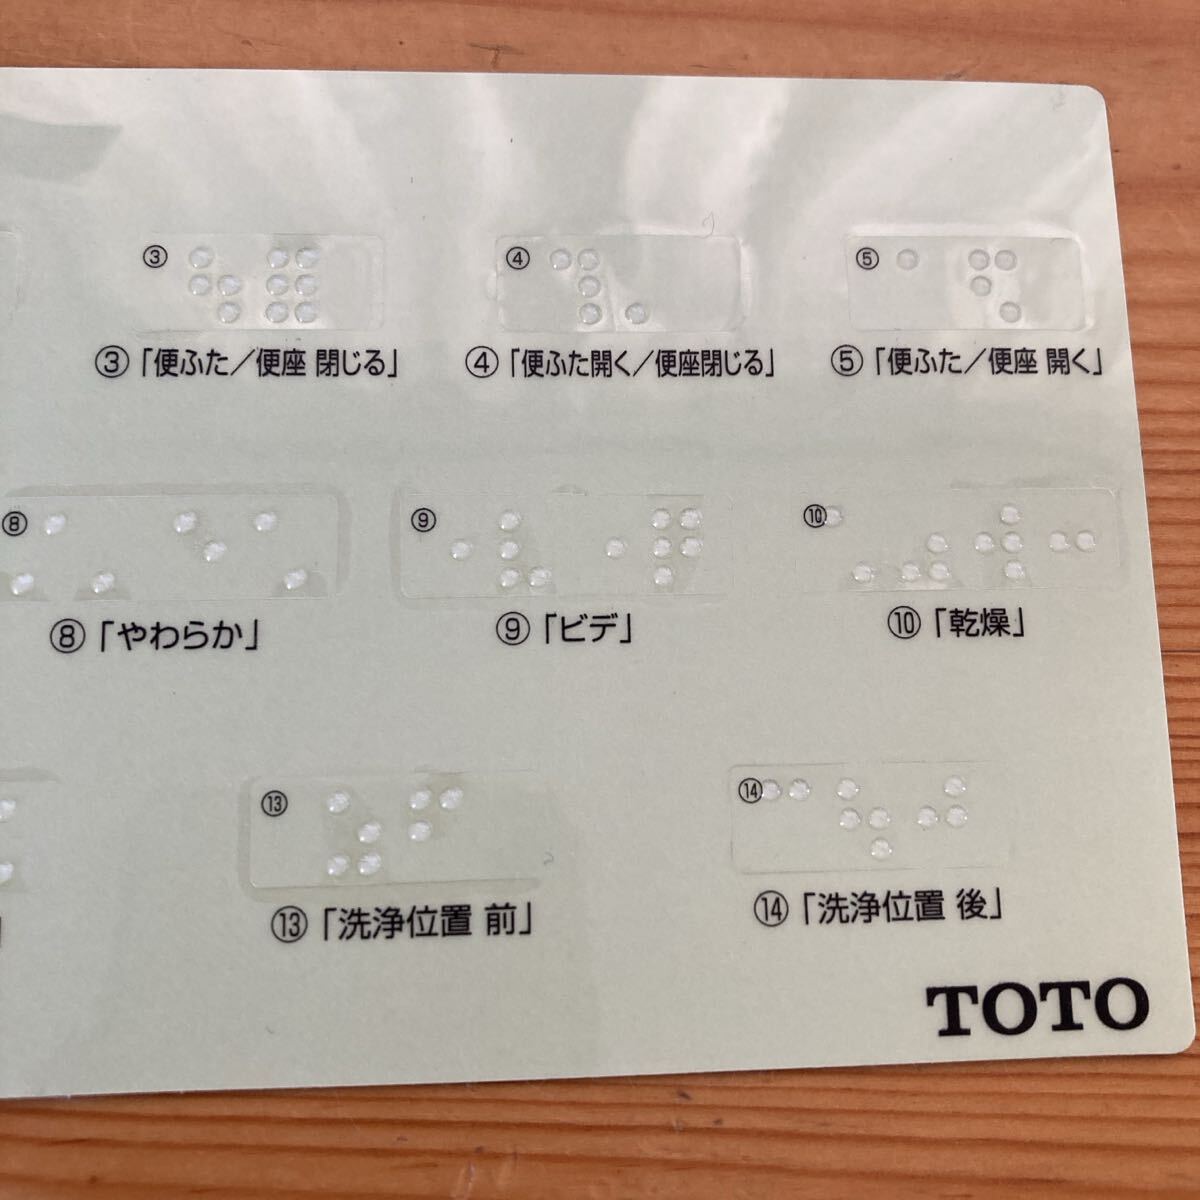 ③ ④ ⑤
③「便ふた／便座 閉じる」 ④「便ふた開く／便座閉じる」 ⑤「便ふた／便座 開く」
⑧ ⑨ ⑩
⑧「やわらか」 ⑨「ビデ」 ⑩「乾燥」
⑬ ⑭
⑬「洗浄位置 前」 ⑭「洗浄位置 後」
TOTO